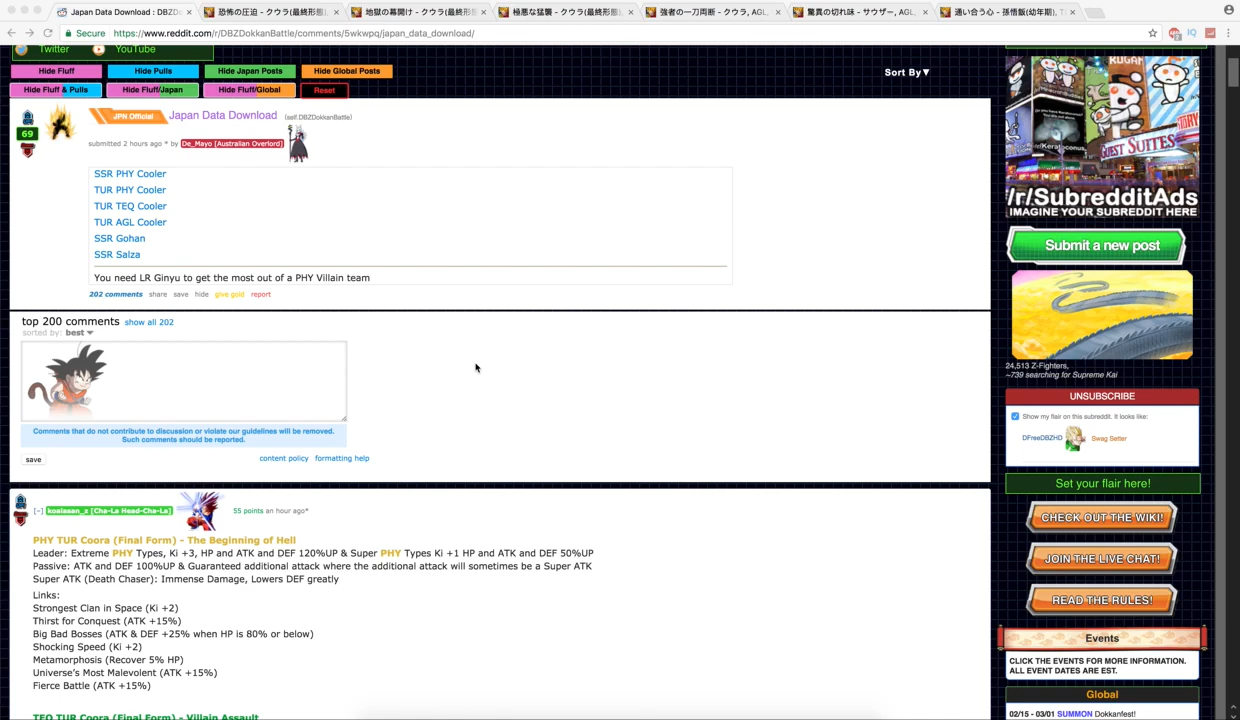 Japan Data Download : DBZDo
恐怖の圧迫 - クウラ(最終形態)
地獄の幕開け - クウラ(最終形
極悪な猛襲 - クウラ(最終形態)
強者の一刀両断 - クウラ, AGL,
驚異の切れ味 - サウザー, AGL,
通い合う心 - 孫悟飯(幼年期), T
Secure https://www.reddit.com/r/DBZDokkanBattle/comments/5wkwpq/japan_data_download/
Twitter YouTube
Hide Fluff Hide Pulls Hide Japan Posts Hide Global Posts
Sort By▼
Hide Fluff & Pulls Hide Fluff/Japan Hide Fluff/Global Reset
69
JPN Official Japan Data Download (self.DBZDokkanBattle)
submitted 2 hours ago * by De_Mayo [Australian Overlord]
SSR PHY Cooler
TUR PHY Cooler
TUR TEQ Cooler
TUR AGL Cooler
SSR Gohan
SSR Salza
You need LR Ginyu to get the most out of a PHY Villain team
202 comments share save hide give gold report
top 200 comments show all 202
sorted by: best
Comments that do not contribute to discussion or violate our guidelines will be removed.
Such comments should be reported.
content policy formatting help
save
[–] koalasan_z [Cha-La Head-Cha-La] 55 points an hour ago*
PHY TUR Coora (Final Form) - The Beginning of Hell
Leader: Extreme PHY Types, Ki +3, HP and ATK and DEF 120%UP & Super PHY Types Ki +1 HP and ATK and DEF 50%UP
Passive: ATK and DEF 100%UP & Guaranteed additional attack where the additional attack will sometimes be a Super ATK
Super ATK (Death Chaser): Immense Damage, Lowers DEF greatly
Links:
Strongest Clan in Space (Ki +2)
Thirst for Conquest (ATK +15%)
Big Bad Bosses (ATK & DEF +25% when HP is 80% or below)
Shocking Speed (Ki +2)
Metamorphosis (Recover 5% HP)
Universe's Most Malevolent (ATK +15%)
Fierce Battle (ATK +15%)
TEQ TUR Coora (Final Form) - Villain Assault
GUEST SUITES
/r/SubredditAds
IMAGINE YOUR SUBREDDIT HERE
Submit a new post
24,513 Z-Fighters,
~739 searching for Supreme Kai
UNSUBSCRIBE
Show my flair on this subreddit. It looks like:
DFreeDBZHD Swag Setter
Set your flair here!
CHECK OUT THE WIKI!
JOIN THE LIVE CHAT!
READ THE RULES!
Events
CLICK THE EVENTS FOR MORE INFORMATION.
ALL EVENT DATES ARE EST.
Global
02/15 - 03/01 SUMMON Dokkanfest!